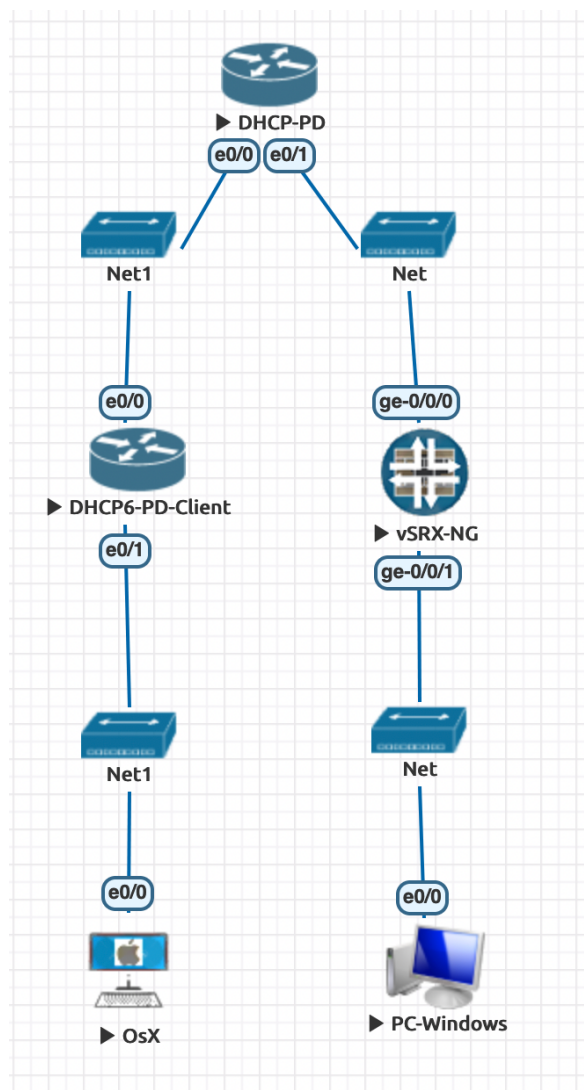 DHCP-PD
e0/0 e0/1
Net1 Net
e0/0 ge-0/0/0
DHCP6-PD-Client vSRX-NG
e0/1 ge-0/0/1
Net1 Net
e0/0 e0/0
OsX PC-Windows